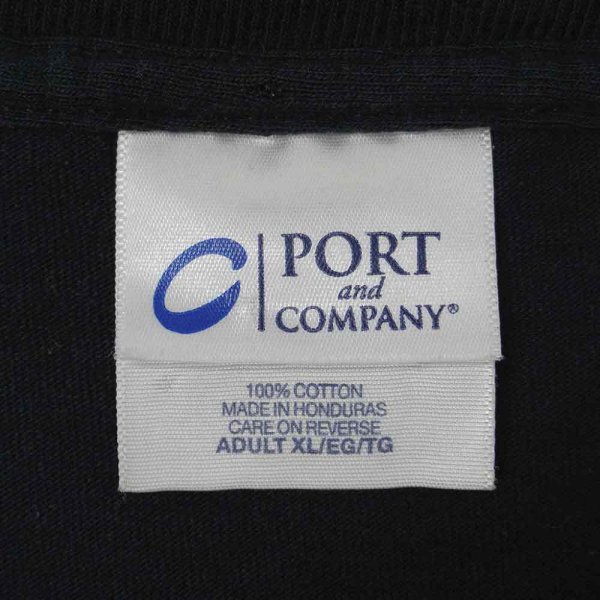 PORT
and
COMPANY®
100% COTTON
MADE IN HONDURAS
CARE ON REVERSE
ADULT XL/EG/TG